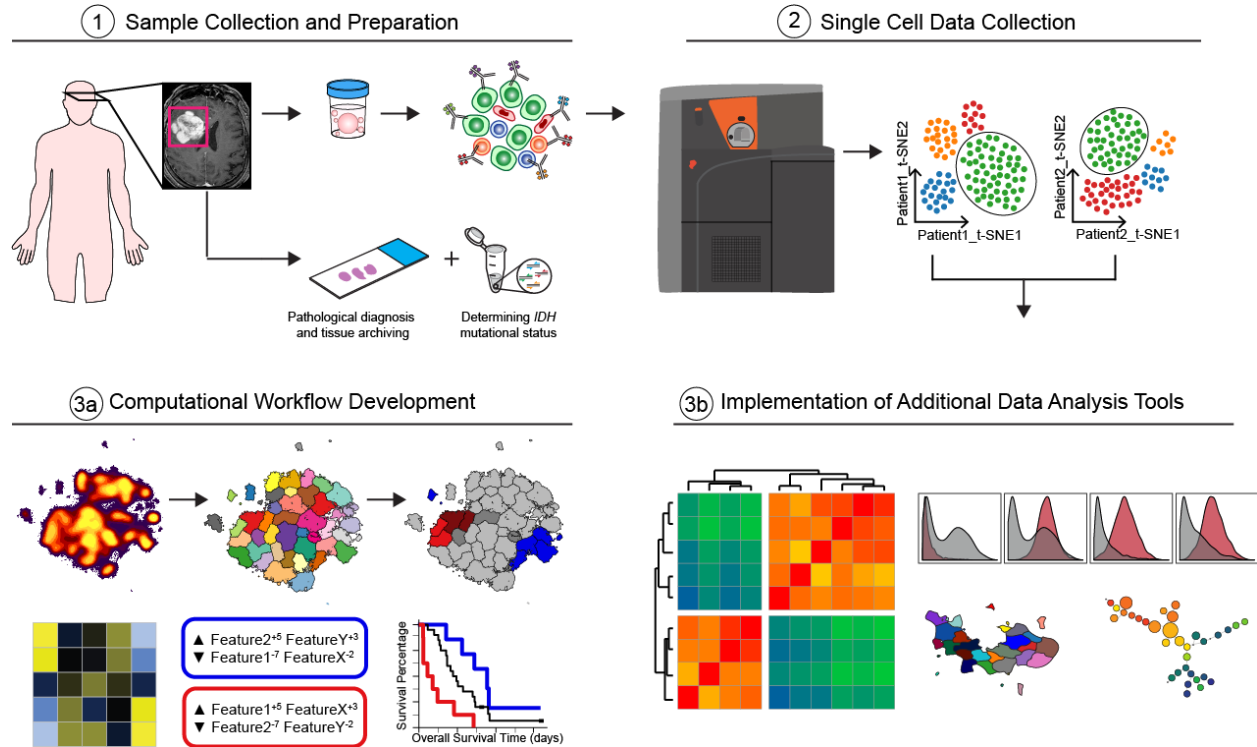 1 Sample Collection and Preparation
2 Single Cell Data Collection
Pathological diagnosis
and tissue archiving
Determining IDH
mutational status
Patient1_t-SNE2
Patient1_t-SNE1
Patient2_t-SNE2
Patient2_t-SNE1
3a Computational Workflow Development
3b Implementation of Additional Data Analysis Tools
▲ Feature2+5 FeatureY+3
▼ Feature1-7 FeatureX-2
▲ Feature1+5 FeatureX+3
▼ Feature2-7 FeatureY-2
Survival Percentage
Overall Survival Time (days)